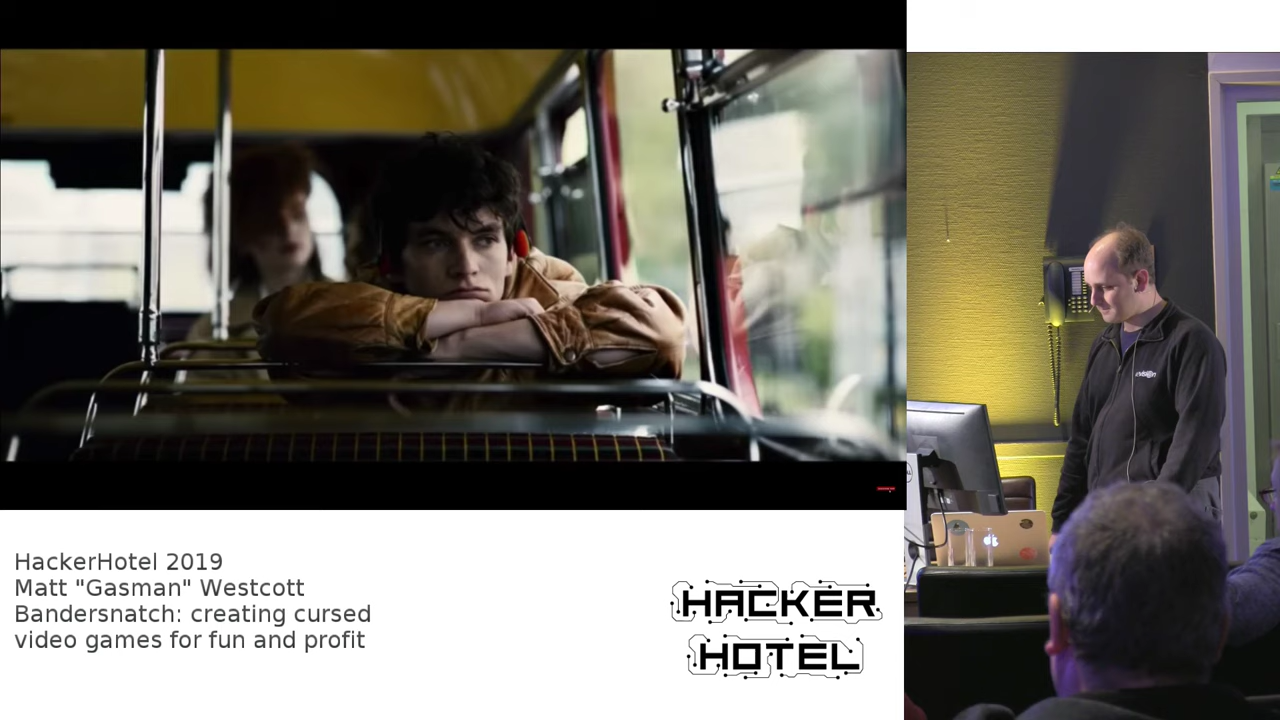 HackerHotel 2019
Matt "Gasman" Westcott
Bandersnatch: creating cursed
video games for fun and profit
HACKER
HOTEL